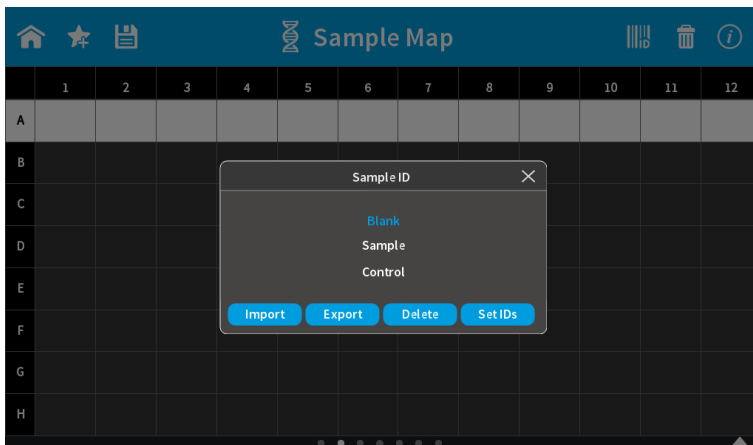 Sample Map
1 2 3 4 5 6 7 8 9 10 11 12
A
B
Sample ID
C
Blank
D
Sample
Control
E
Import Export Delete Set IDs
F
G
H